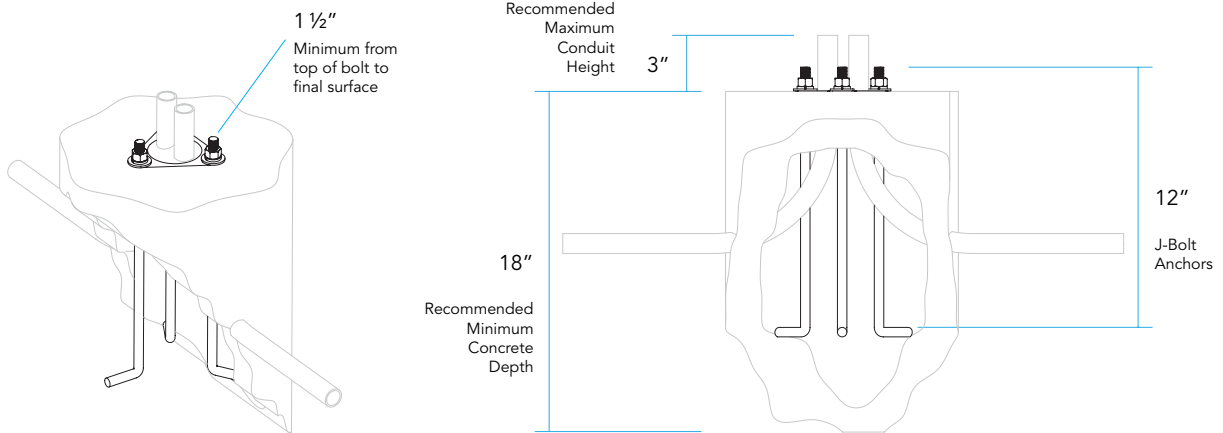 1 ½”
Minimum from
top of bolt to
final surface
Recommended
Maximum
Conduit
Height
3”
18”
Recommended
Minimum
Concrete
Depth
12”
J-Bolt
Anchors